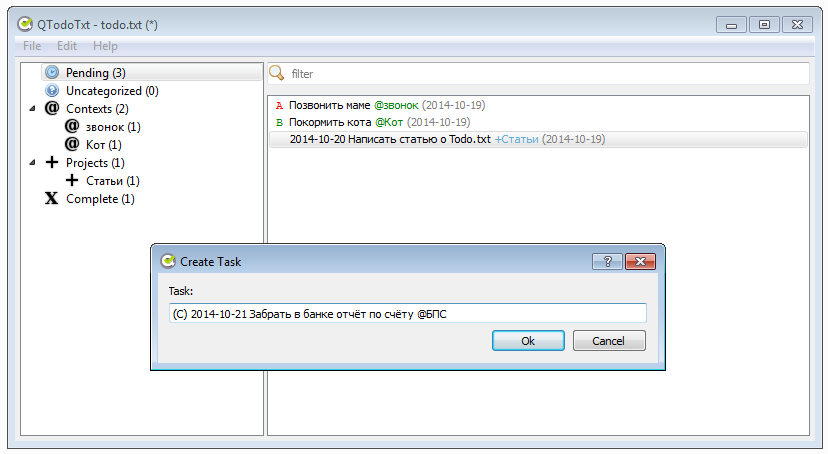 QTodoTxt - todo.txt (*)
File Edit Help
Pending (3)
Uncategorized (0)
Contexts (2)
звонок (1)
Кот (1)
Projects (1)
Статьи (1)
Complete (1)
filter
A Позвонить маме @звонок (2014-10-19)
B Покормить кота @Кот (2014-10-19)
2014-10-20 Написать статью о Todo.txt +Статьи (2014-10-19)
Create Task
Task:
(C) 2014-10-21 Забрать в банке отчёт по счёту @БПС
Ok Cancel